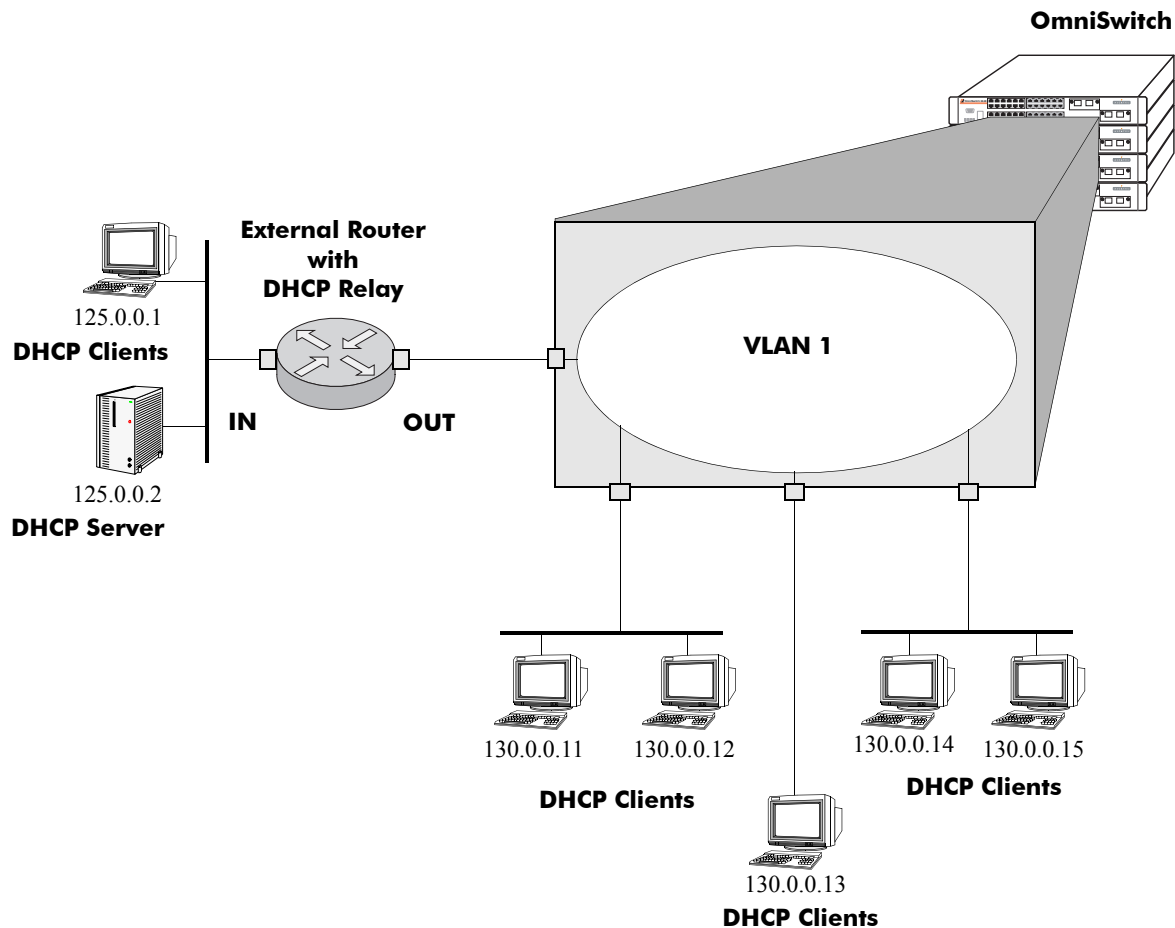 OmniSwitch
External Router
with
DHCP Relay
125.0.0.1
DHCP Clients
VLAN 1
IN
OUT
125.0.0.2
DHCP Server
130.0.0.11
130.0.0.12
DHCP Clients
130.0.0.14
130.0.0.15
DHCP Clients
130.0.0.13
DHCP Clients